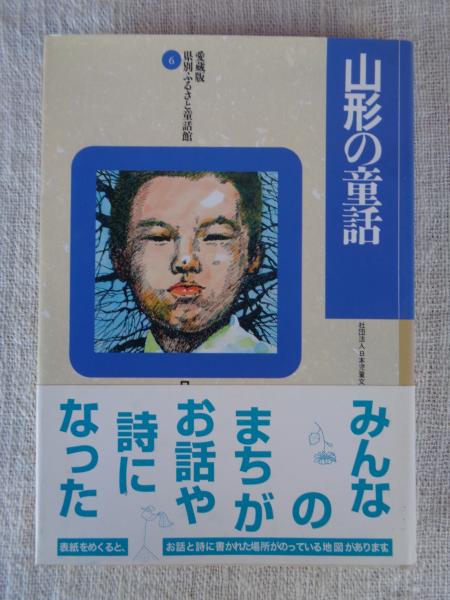 山形の童話
愛蔵版
県別ふるさと童話館
6
社団法人日本児童文
みんな
の
まちが
お話や
詩に
なった
表紙をめくると、
お話と詩に書かれた場所がのっている地図があります。